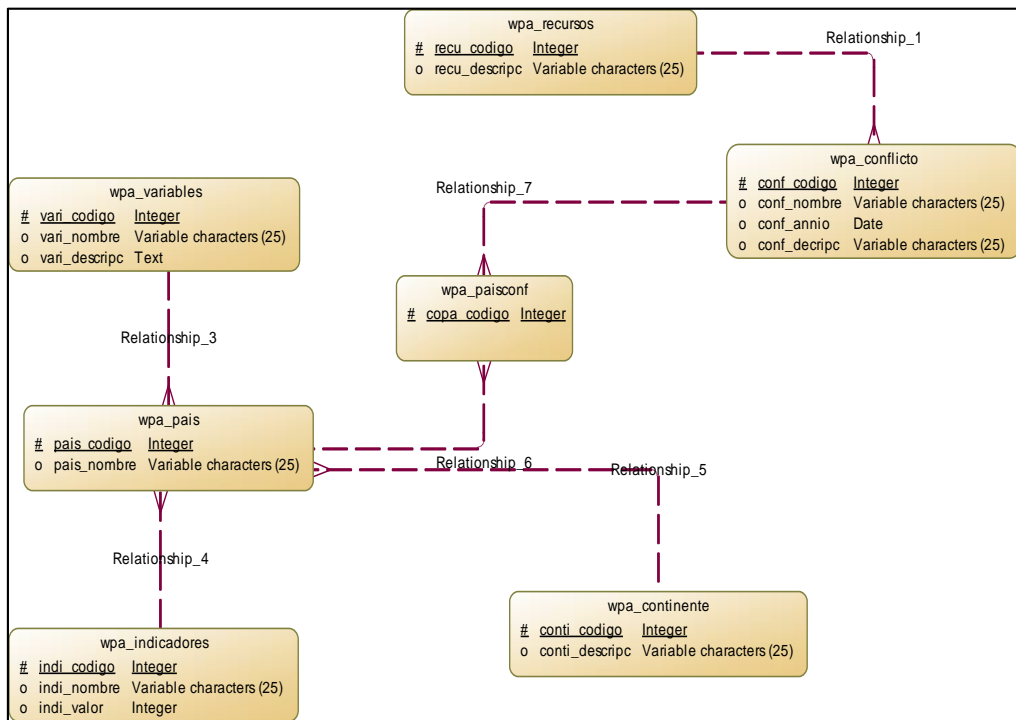 wpa_recursos
# recu_codigo Integer
o recu_descripc Variable characters (25)
Relationship_1
wpa_conflicto
# conf_codigo Integer
o conf_nombre Variable characters (25)
o conf_annio Date
o conf_decripc Variable characters (25)
Relationship_7
wpa_variables
# vari_codigo Integer
o vari_nombre Variable characters (25)
o vari_descripc Text
wpa_paisconf
# copa_codigo Integer
Relationship_3
wpa_pais
# pais_codigo Integer
o pais_nombre Variable characters (25)
Relationship_6
Relationship_5
Relationship_4
wpa_continente
# conti_codigo Integer
o conti_descripc Variable characters (25)
wpa_indicadores
# indi_codigo Integer
o indi_nombre Variable characters (25)
o indi_valor Integer